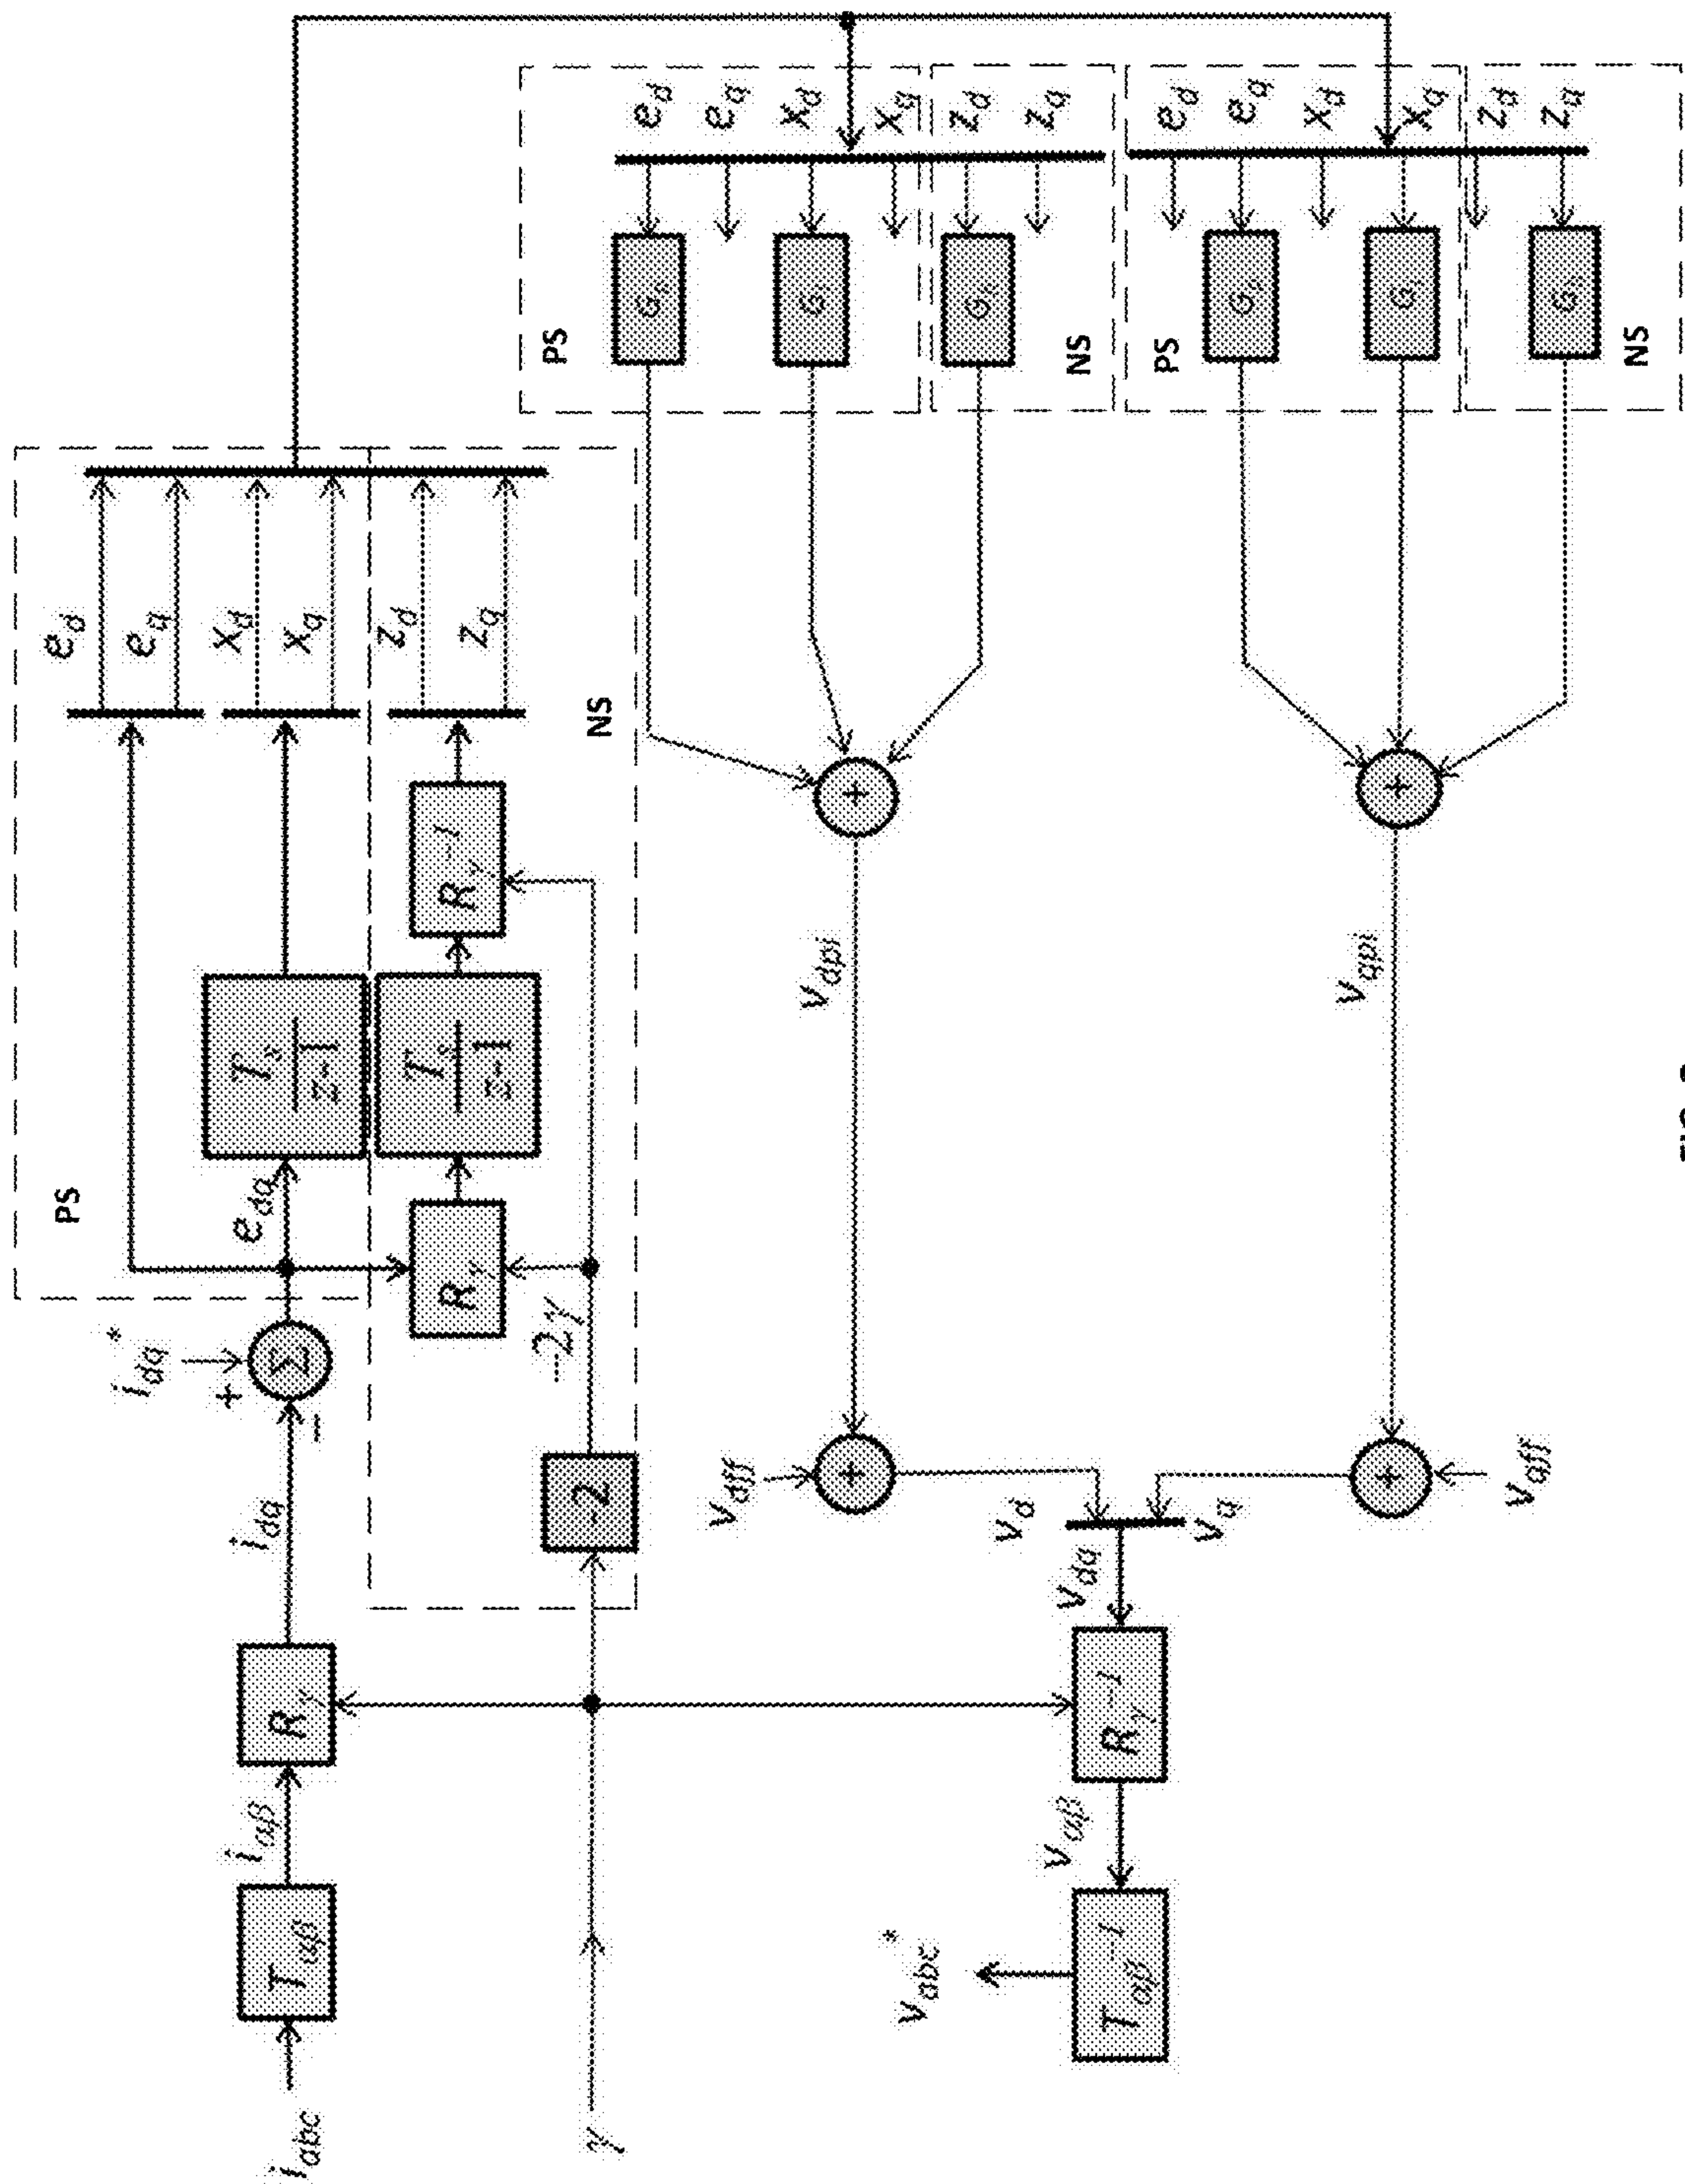 i_abc
T_αβ
i_αβ
R_γ
i_dq
i_dq*
+
−
Σ
e_dq
PS
T_s
z-1
e_d
e_q
x_d
x_q
γ
-2
-2γ
R_γ
T_s
z-1
R_γ^-1
z_d
z_q
NS
v_abc*
T_αβ^-1
v_αβ
R_γ^-1
v_dq
v_d
v_q
v_dff
+
v_dpi
+
PS
G
G
G
NS
e_d
e_q
x_d
x_q
z_d
z_q
v_qff
+
v_qpi
+
PS
G
G
G
NS
e_d
e_q
x_d
x_q
z_d
z_q